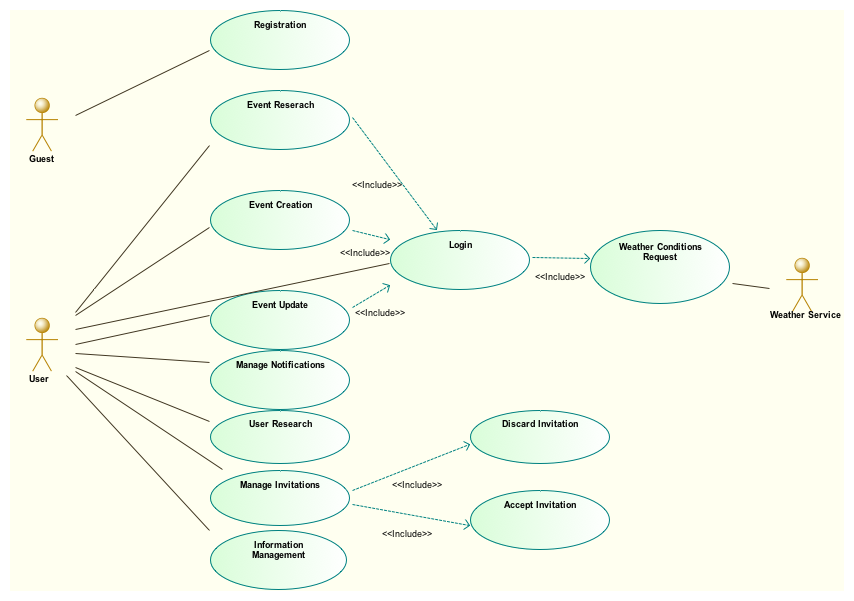 Registration
Event Reserach
Guest
<<Include>>
Event Creation
<<Include>>
Login
Weather Conditions
Request
<<Include>>
Weather Service
Event Update
<<Include>>
User
Manage Notifications
User Research
Discard Invitation
Manage Invitations
<<Include>>
Accept Invitation
<<Include>>
Information
Management